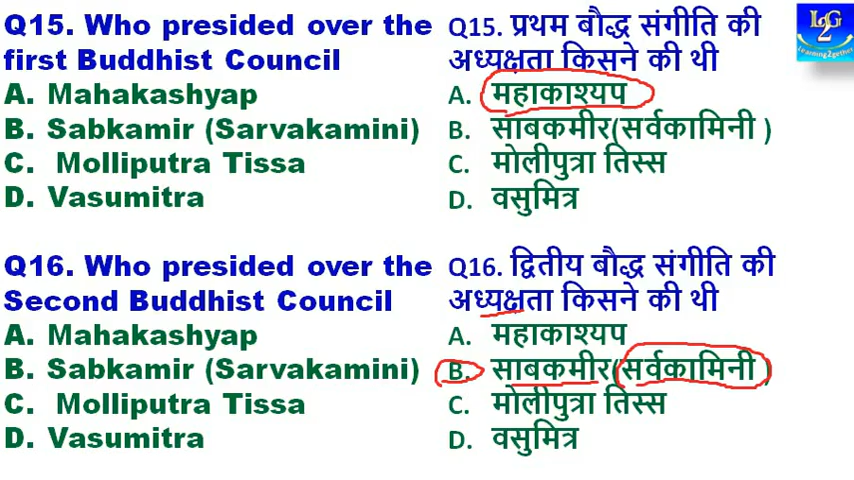 Q15. Who presided over the
first Buddhist Council
A. Mahakashyap
B. Sabkamir (Sarvakamini)
C. Molliputra Tissa
D. Vasumitra
Q16. Who presided over the
Second Buddhist Council
A. Mahakashyap
B. Sabkamir (Sarvakamini)
C. Molliputra Tissa
D. Vasumitra
Q15. प्रथम बौद्ध संगीति की
अध्यक्षता किसने की थी
A. महाकाश्यप
B. साबकमीर(सर्वकामिनी )
C. मोलीपुत्रा तिस्स
D. वसुमित्र
Q16. द्वितीय बौद्ध संगीति की
अध्यक्षता किसने की थी
A. महाकाश्यप
B. साबकमीर(सर्वकामिनी )
C. मोलीपुत्रा तिस्स
D. वसुमित्र
L2G
Learning2gether